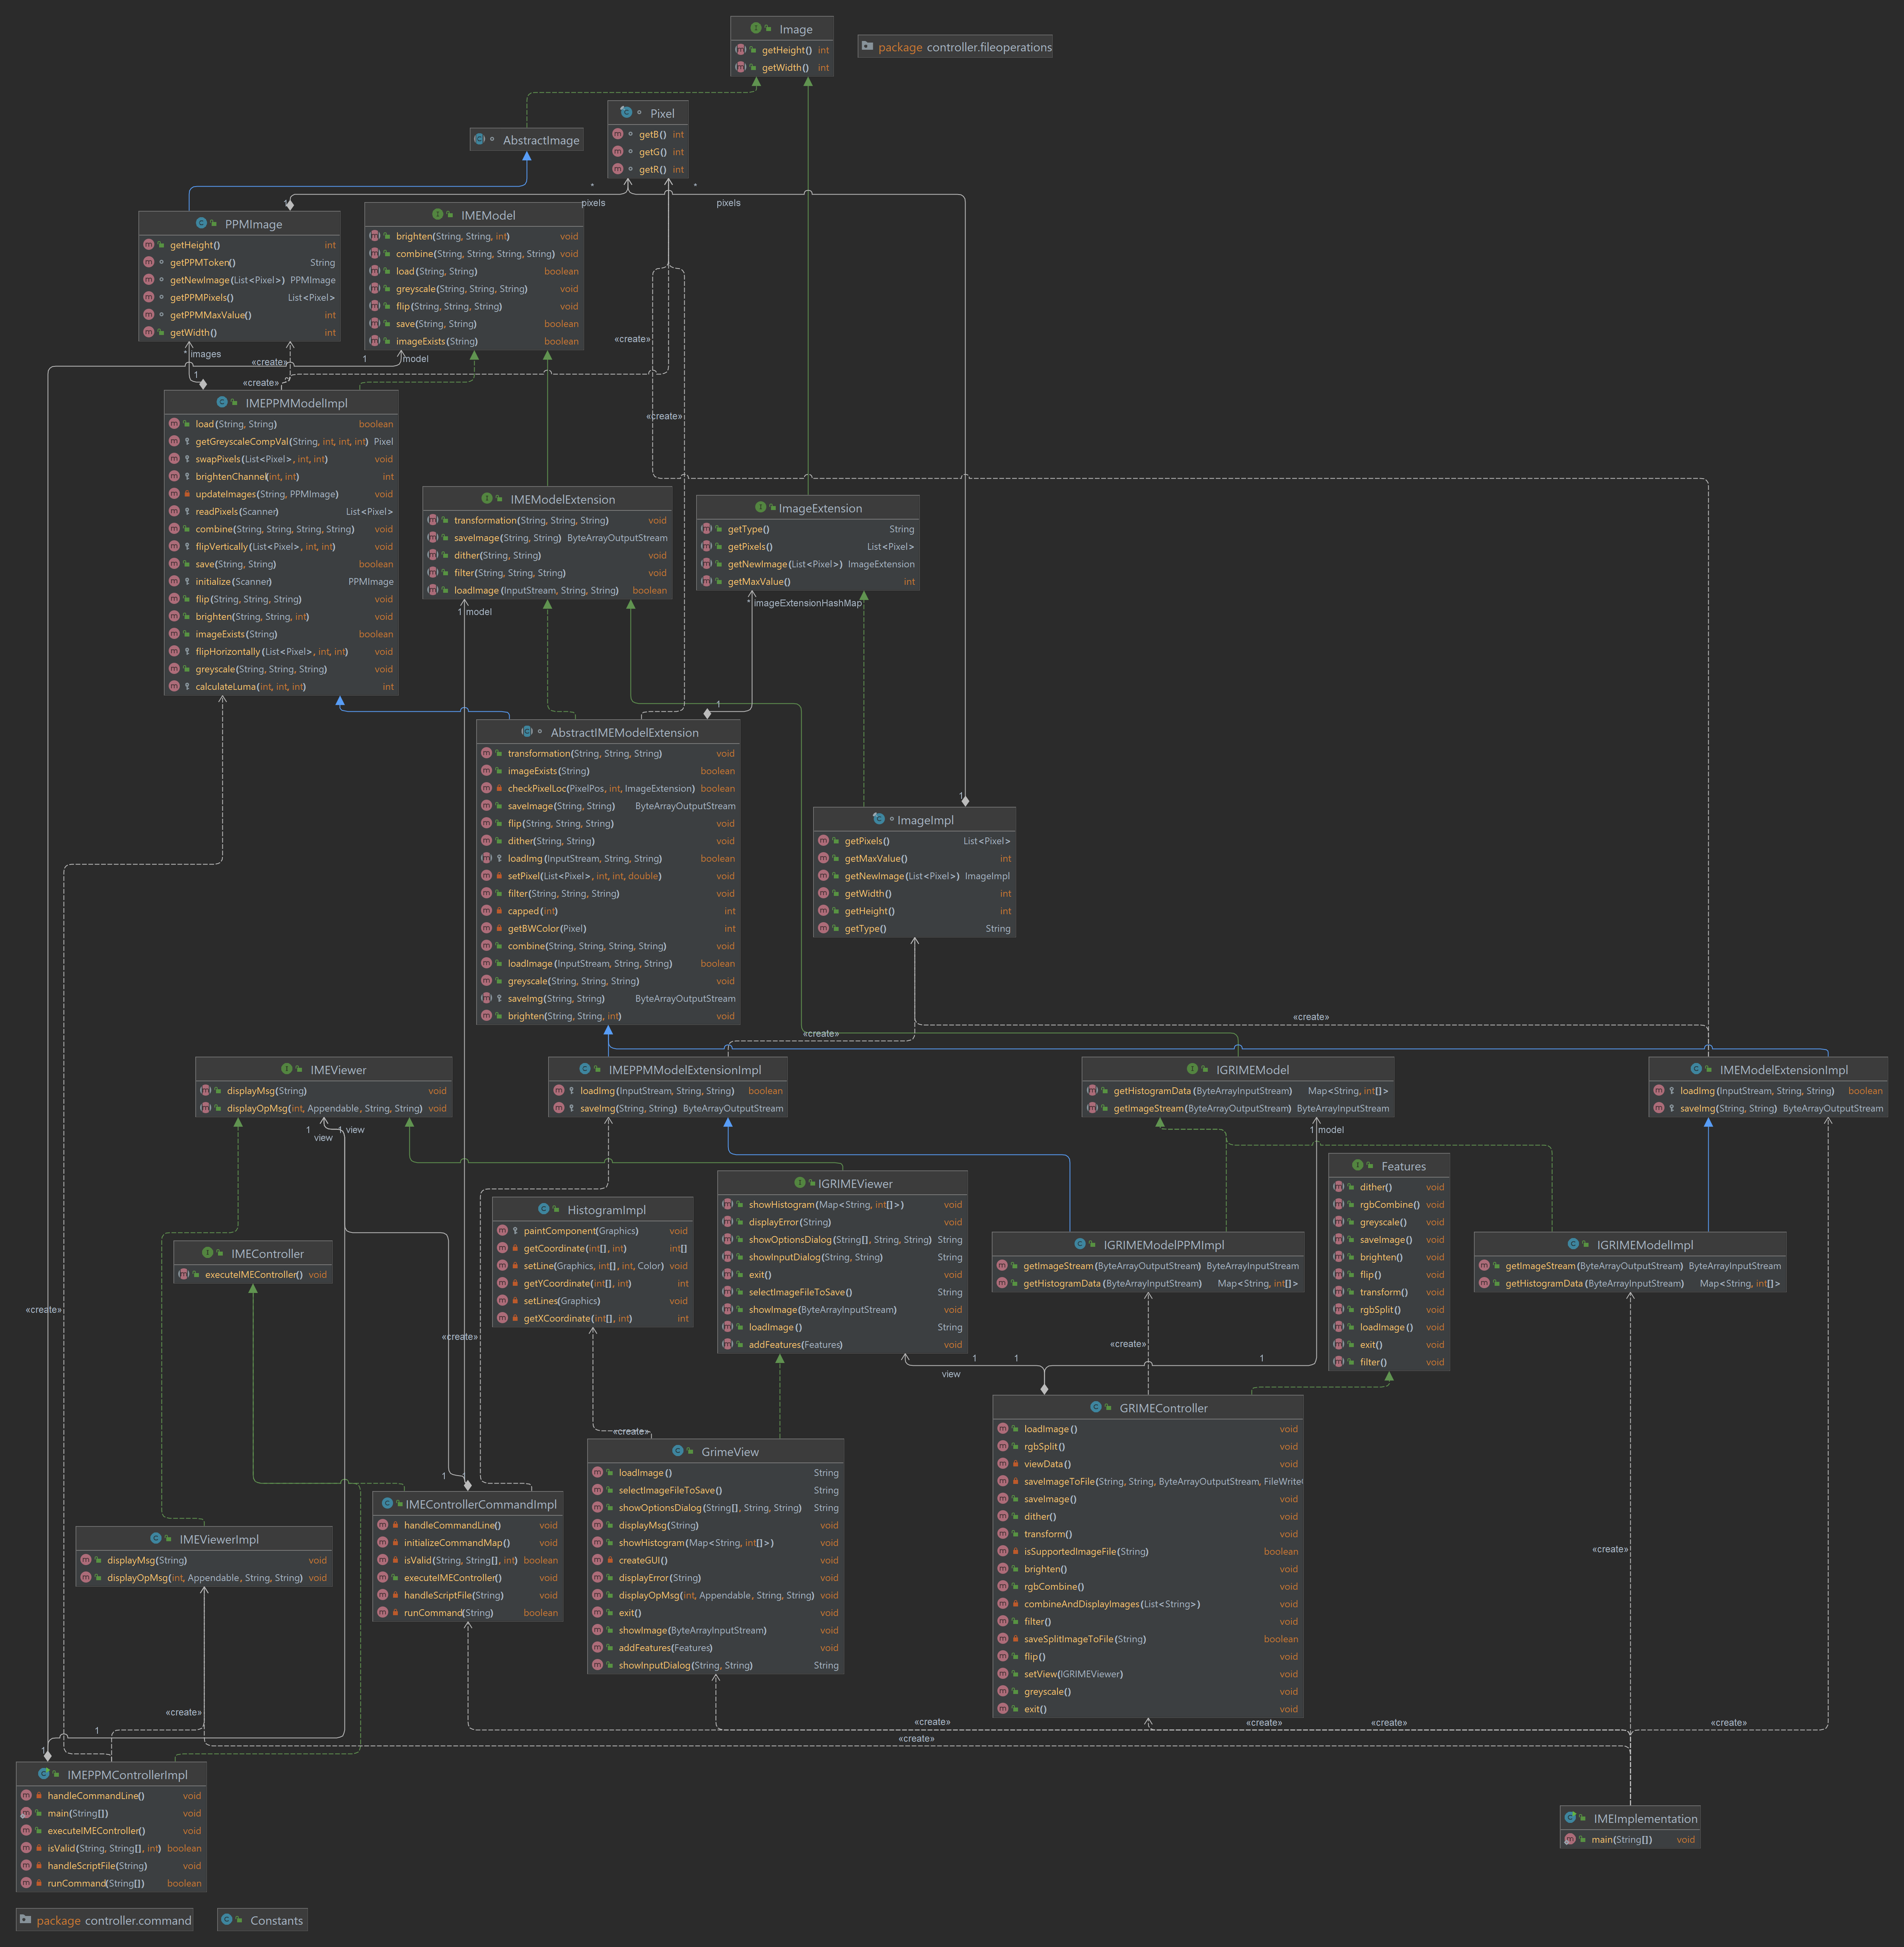 Image
getHeight() int
getWidth() int
package controller.fileoperations
Pixel
getB() int
getG() int
getR() int
AbstractImage
* pixels
* pixels
1
PPMImage
getHeight() int
getPPMToken() String
getNewImage(List<Pixel>) PPMImage
getPPMPixels() List<Pixel>
getPPMMaxValue() int
getWidth() int
IMEModel
brighten(String, String, int) void
combine(String, String, String, String) void
load(String, String) boolean
greyscale(String, String, String) void
flip(String, String, String) void
save(String, String) boolean
imageExists(String) boolean
«create»
* images
1 model
«create»
1
«create»
«create»
IMEPPMModelImpl
load(String, String) boolean
getGreyscaleCompVal(String, int, int, int) Pixel
swapPixels(List<Pixel>, int, int) void
brightenChannel(int, int) int
updateImages(String, PPMImage) void
readPixels(Scanner) List<Pixel>
combine(String, String, String, String) void
flipVertically(List<Pixel>, int, int) void
save(String, String) boolean
initialize(Scanner) PPMImage
flip(String, String, String) void
brighten(String, String, int) void
imageExists(String) boolean
flipHorizontally(List<Pixel>, int, int) void
greyscale(String, String, String) void
calculateLuma(int, int, int) int
IMEModelExtension
transformation(String, String, String) void
saveImage(String, String) ByteArrayOutputStream
dither(String, String) void
filter(String, String, String) void
loadImage(InputStream, String, String) boolean
1 model
ImageExtension
getType() String
getPixels() List<Pixel>
getNewImage(List<Pixel>) ImageExtension
getMaxValue() int
* imageExtensionHashMap
1
AbstractIMEModelExtension
transformation(String, String, String) void
imageExists(String) boolean
checkPixelLoc(PixelPos, int, ImageExtension) boolean
saveImage(String, String) ByteArrayOutputStream
flip(String, String, String) void
dither(String, String) void
loadImg(InputStream, String, String) boolean
setPixel(List<Pixel>, int, int, double) void
filter(String, String, String) void
capped(int) int
getBWColor(Pixel) int
combine(String, String, String, String) void
loadImage(InputStream, String, String) boolean
greyscale(String, String, String) void
saveImg(String, String) ByteArrayOutputStream
brighten(String, String, int) void
1
ImageImpl
getPixels() List<Pixel>
getMaxValue() int
getNewImage(List<Pixel>) ImageImpl
getWidth() int
getHeight() int
getType() String
«create»
«create»
IMEViewer
displayMsg(String) void
displayOpMsg(int, Appendable, String, String) void
1 view
1 view
IMEPPMModelExtensionImpl
loadImg(InputStream, String, String) boolean
saveImg(String, String) ByteArrayOutputStream
IGRIMEModel
getHistogramData(ByteArrayInputStream) Map<String, int[]>
getImageStream(ByteArrayOutputStream) ByteArrayInputStream
1 model
IMEModelExtensionImpl
loadImg(InputStream, String, String) boolean
saveImg(String, String) ByteArrayOutputStream
Features
dither() void
rgbCombine() void
greyscale() void
saveImage() void
brighten() void
flip() void
transform() void
rgbSplit() void
loadImage() void
exit() void
filter() void
IGRIMEViewer
showHistogram(Map<String, int[]>) void
displayError(String) void
showOptionsDialog(String[], String, String) String
showInputDialog(String, String) String
exit() void
selectImageFileToSave() String
showImage(ByteArrayInputStream) void
loadImage() String
addFeatures(Features) void
HistogramImpl
paintComponent(Graphics) void
getCoordinate(int[], int) int[]
setLine(Graphics, int[], int, Color) void
getYCoordinate(int[], int) int
setLines(Graphics) void
getXCoordinate(int[], int) int
IGRIMEModelPPMImpl
getImageStream(ByteArrayOutputStream) ByteArrayInputStream
getHistogramData(ByteArrayInputStream) Map<String, int[]>
IGRIMEModelImpl
getImageStream(ByteArrayOutputStream) ByteArrayInputStream
getHistogramData(ByteArrayInputStream) Map<String, int[]>
IMEController
executeIMEController() void
«create»
«create»
«create»
1
view
1
1
GRIMEController
loadImage() void
rgbSplit() void
viewData() void
saveImageToFile(String, String, ByteArrayOutputStream, FileWrite
saveImage() void
dither() void
transform() void
isSupportedImageFile(String) boolean
brighten() void
rgbCombine() void
combineAndDisplayImages(List<String>) void
filter() void
saveSplitImageToFile(String) boolean
flip() void
setView(IGRIMEViewer) void
greyscale() void
exit() void
«create»
GrimeView
loadImage() String
selectImageFileToSave() String
showOptionsDialog(String[], String, String) String
displayMsg(String) void
showHistogram(Map<String, int[]>) void
createGUI() void
displayError(String) void
displayOpMsg(int, Appendable, String, String) void
exit() void
showImage(ByteArrayInputStream) void
addFeatures(Features) void
showInputDialog(String, String) String
1
1
IMEControllerCommandImpl
handleCommandLine() void
initializeCommandMap() void
isValid(String, String[], int) boolean
executeIMEController() void
handleScriptFile(String) void
runCommand(String) boolean
IMEViewerImpl
displayMsg(String) void
displayOpMsg(int, Appendable, String, String) void
«create»
«create»
«create»
«create»
«create»
«create»
«create»
«create»
1
1
IMEPPMControllerImpl
handleCommandLine() void
main(String[]) void
executeIMEController() void
isValid(String, String[], int) boolean
handleScriptFile(String) void
runCommand(String[]) boolean
IMEImplementation
main(String[]) void
package controller.command
Constants